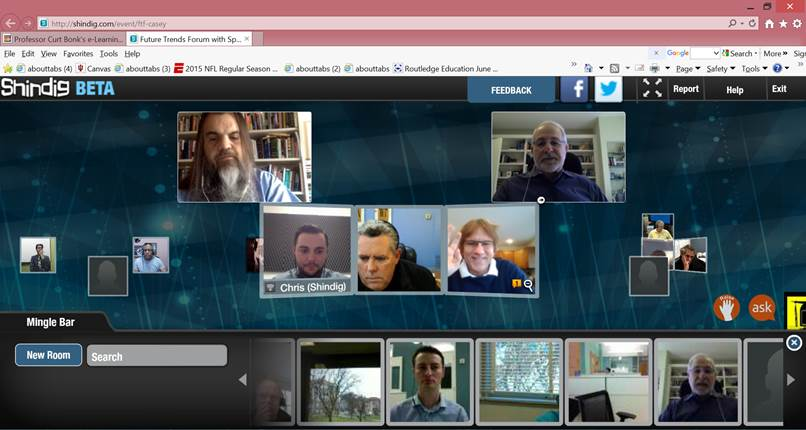 http://shindig.com/event/ftf-casey
Professor Curt Bonk's e-Learnin...
Future Trends Forum with Sp...
File Edit View Favorites Tools Help
Google
Search
More »
Sign
abouttabs (4)
Canvas
abouttabs (3)
2015 NFL Regular Season ...
abouttabs (2)
abouttabs
Routledge Education June ...
Page
Safety
Tools
Shindig BETA
FEEDBACK
Report
Help
Exit
Chris (Shindig)
ask
Mingle Bar
New Room
Search